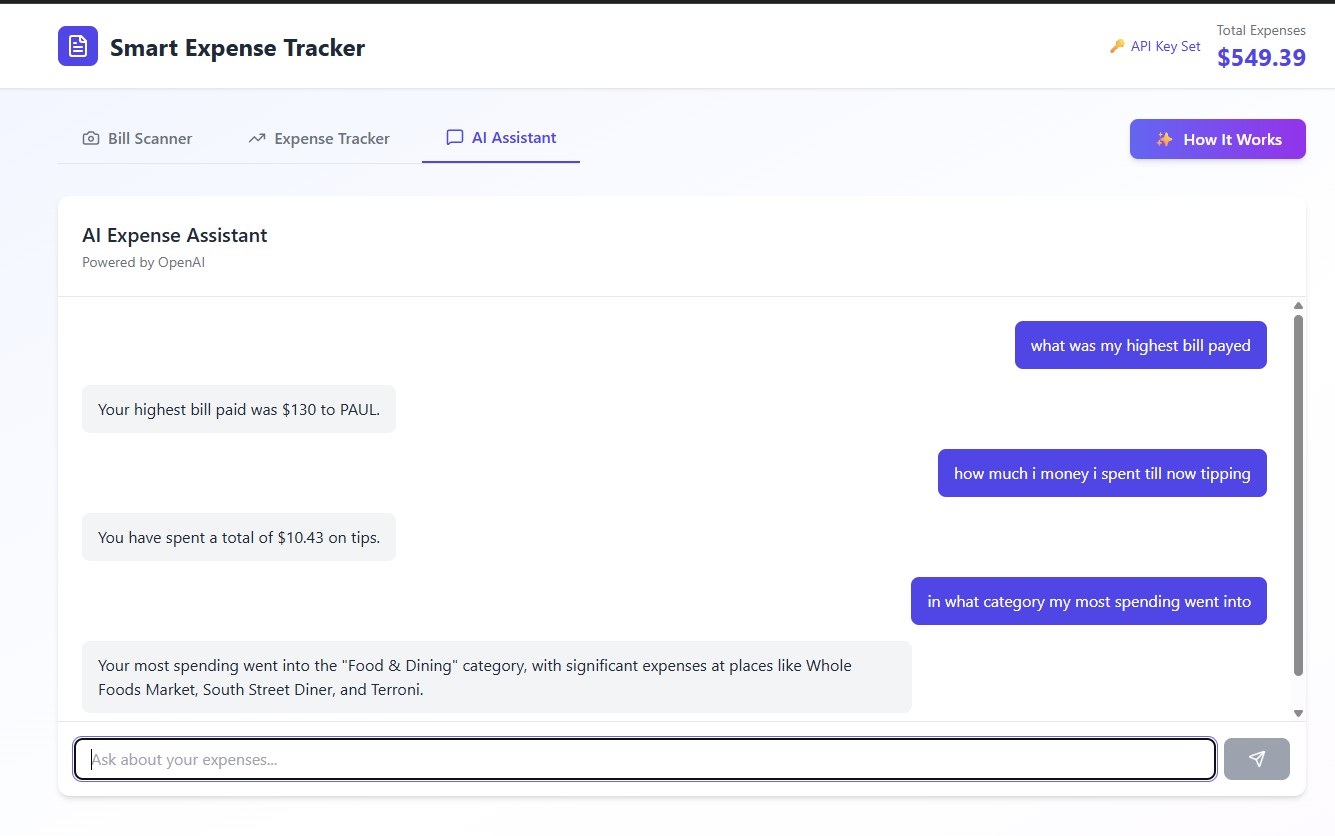 Smart Expense Tracker
🔑 API Key Set
Total Expenses
$549.39
Bill Scanner
Expense Tracker
AI Assistant
✨ How It Works
AI Expense Assistant
Powered by OpenAI
what was my highest bill payed
Your highest bill paid was $130 to PAUL.
how much i money i spent till now tipping
You have spent a total of $10.43 on tips.
in what category my most spending went into
Your most spending went into the "Food & Dining" category, with significant expenses at places like Whole
Foods Market, South Street Diner, and Terroni.
Ask about your expenses...